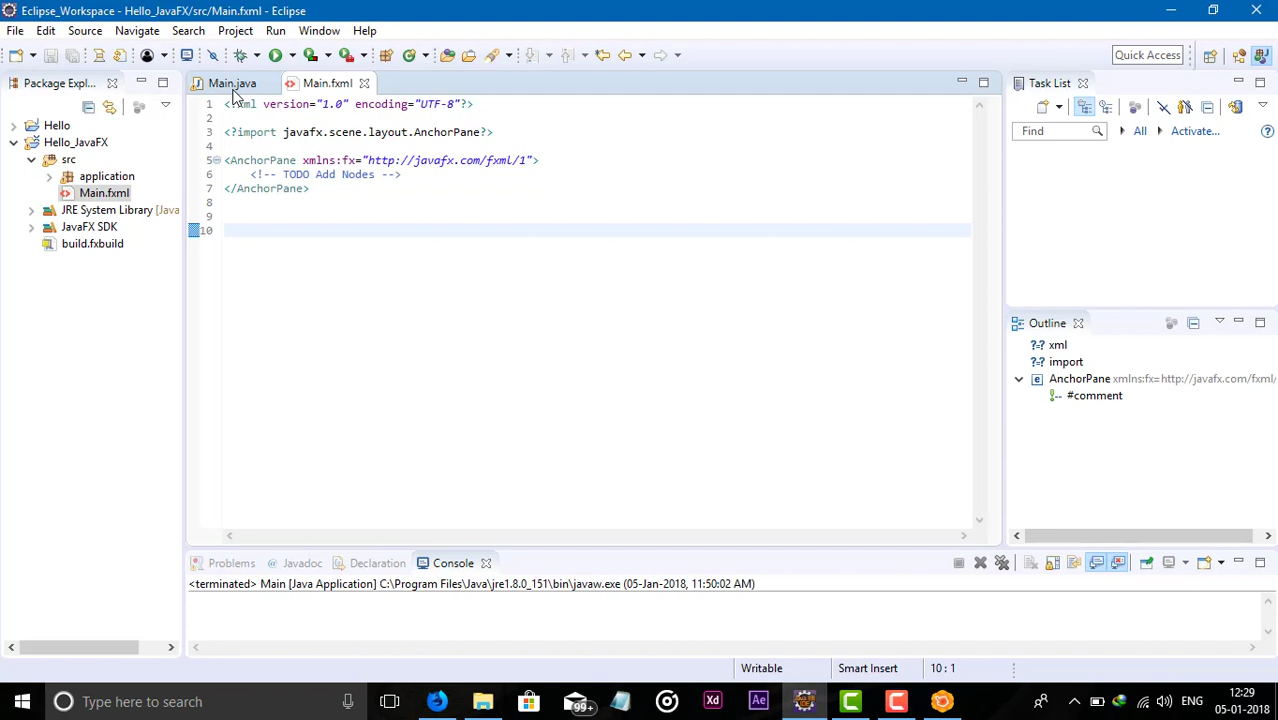 Eclipse_Workspace - Hello_JavaFX/src/Main.fxml - Eclipse
File Edit Source Navigate Search Project Run Window Help
Quick Access
Package Expl...
Main.java
Main.fxml
Task List
Hello
Hello_JavaFX
src
application
Main.fxml
JRE System Library [Java
JavaFX SDK
build.fxbuild
1 <?xml version="1.0" encoding="UTF-8"?>
2
3 <?import javafx.scene.layout.AnchorPane?>
4
5 <AnchorPane xmlns:fx="http://javafx.com/fxml/1">
6 <!-- TODO Add Nodes -->
7 </AnchorPane>
8
9
10
Find All Activate...
Outline
?=? xml
?=? import
e AnchorPane xmlns:fx=http://javafx.com/fxml/
#comment
Problems Javadoc Declaration Console
<terminated> Main [Java Application] C:\Program Files\Java\jre1.8.0_151\bin\javaw.exe (05-Jan-2018, 11:50:02 AM)
Writable Smart Insert 10 : 1
Type here to search
99+
Xd
Ae
ENG
12:29
05-01-2018